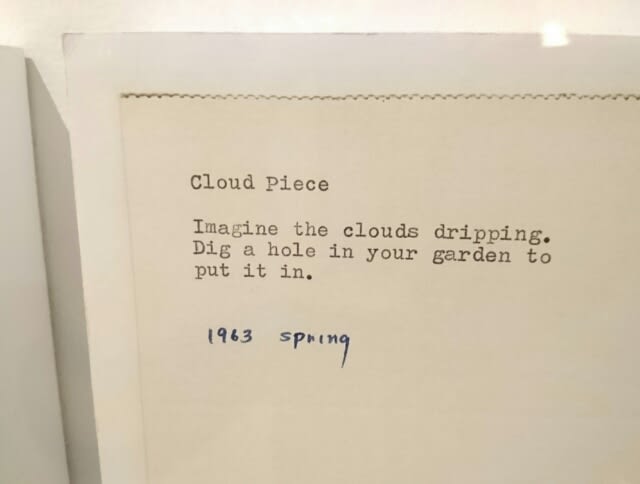 Cloud Piece
Imagine the clouds dripping.
Dig a hole in your garden to
put it in.
1963 spring